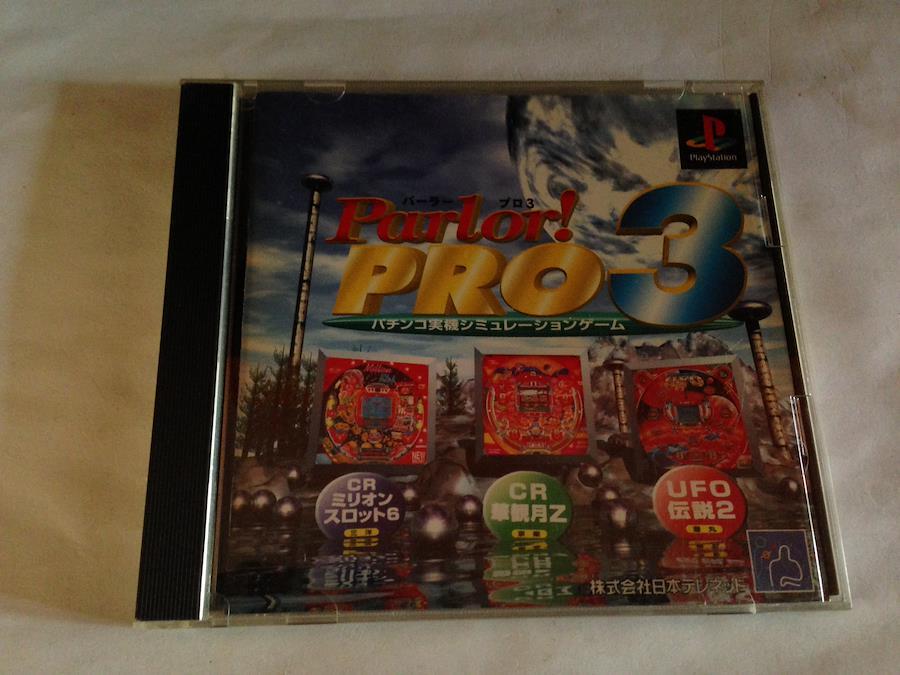 PlayStation
パーラー プロ3
Parlor!
PRO 3
パチンコ実機シミュレーションゲーム
NEW
CR
ミリオン
スロット6
CR
華観月Z
UFO
伝説2
株式会社日本テレネット